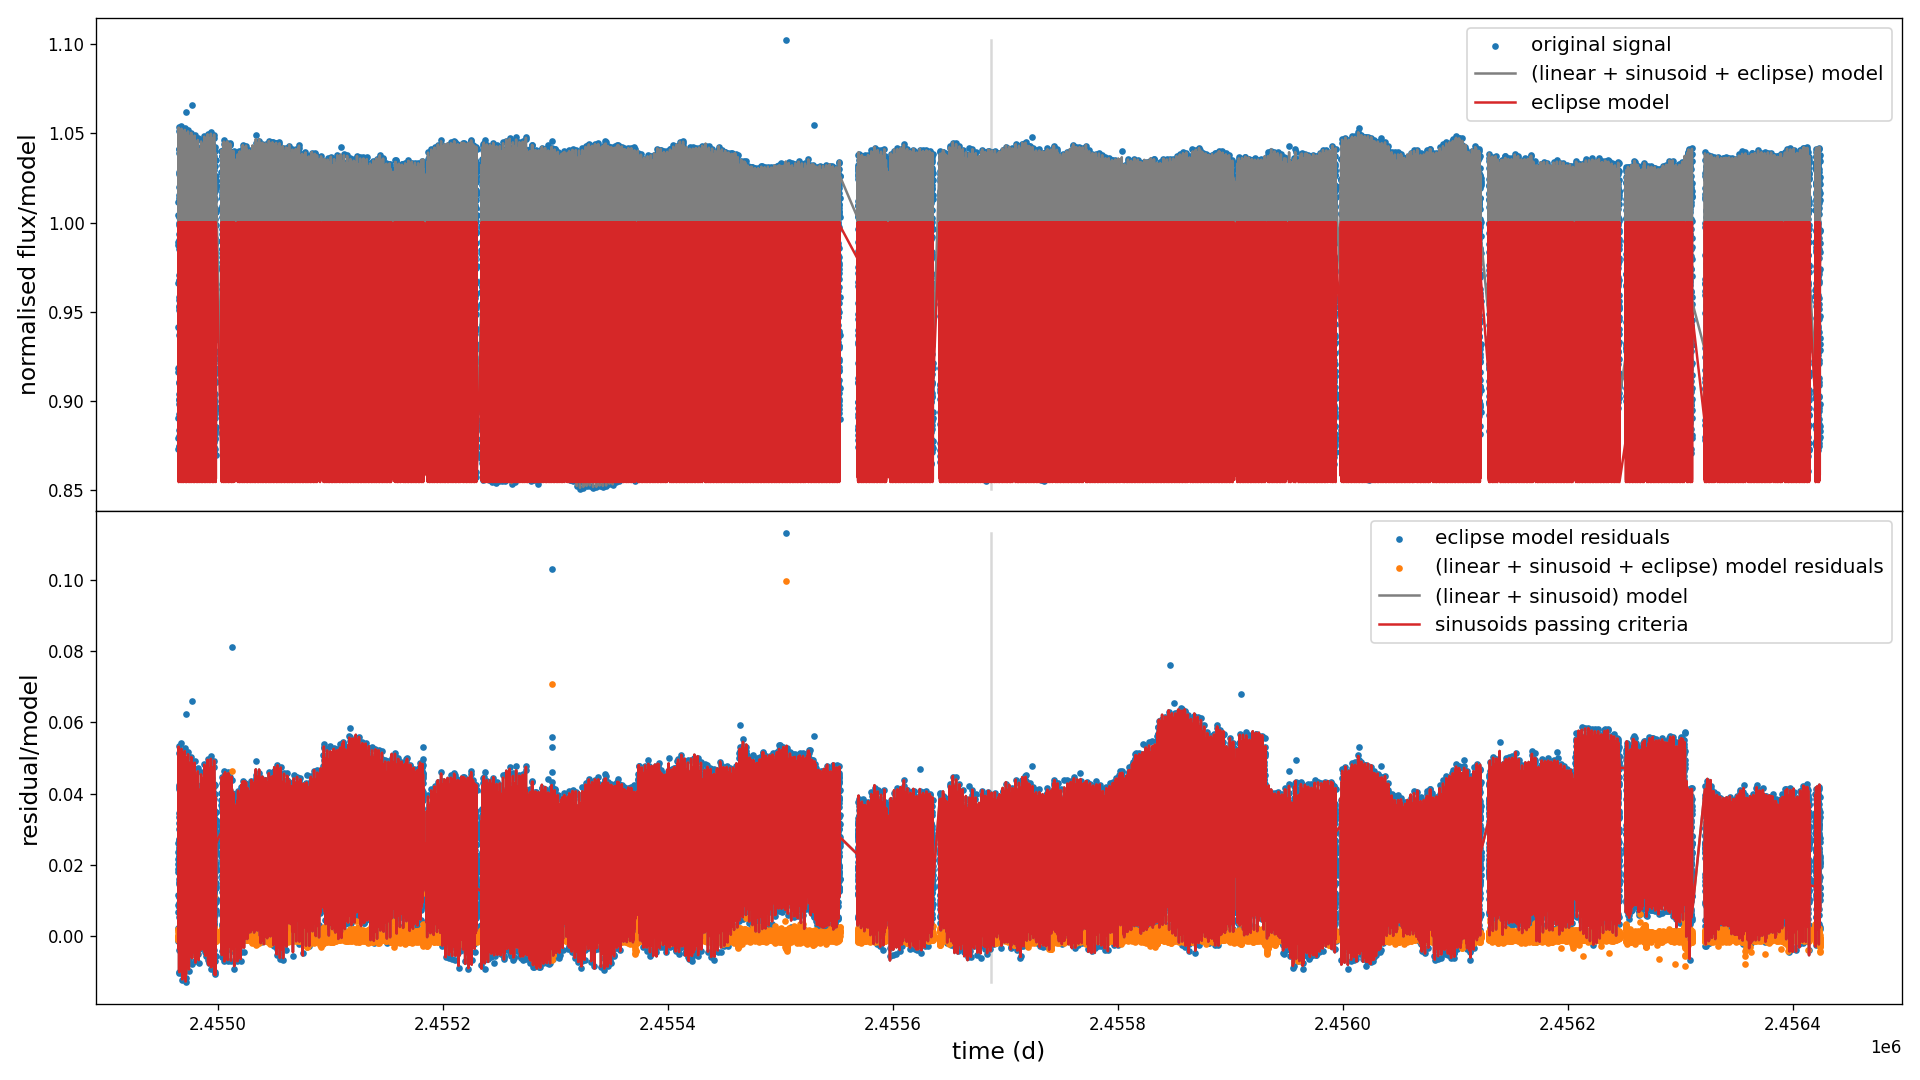 1.10
1.05
1.00
0.95
0.90
0.85
normalised flux/model
original signal
(linear + sinusoid + eclipse) model
eclipse model
0.10
0.08
0.06
0.04
0.02
0.00
residual/model
eclipse model residuals
(linear + sinusoid + eclipse) model residuals
(linear + sinusoid) model
sinusoids passing criteria
2.4550 2.4552 2.4554 2.4556 2.4558 2.4560 2.4562 2.4564
time (d)
1e6